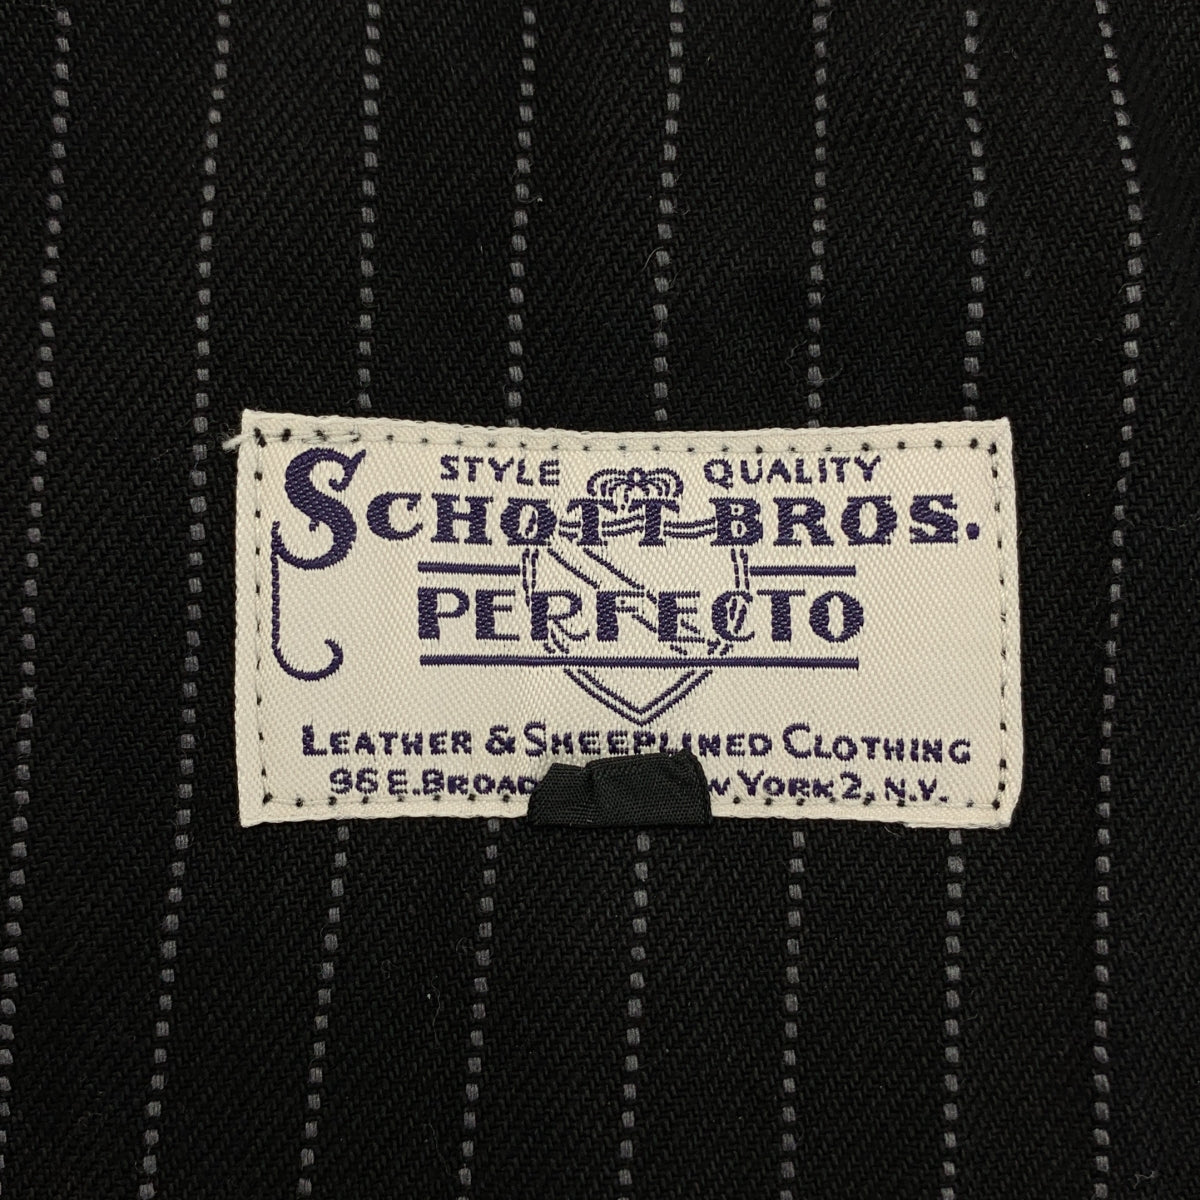 STYLE QUALITY
SCHOTT BROS.
PERFECTO
LEATHER & SHEEPLINED CLOTHING
96 E. BROAD YORK 2, N.Y.